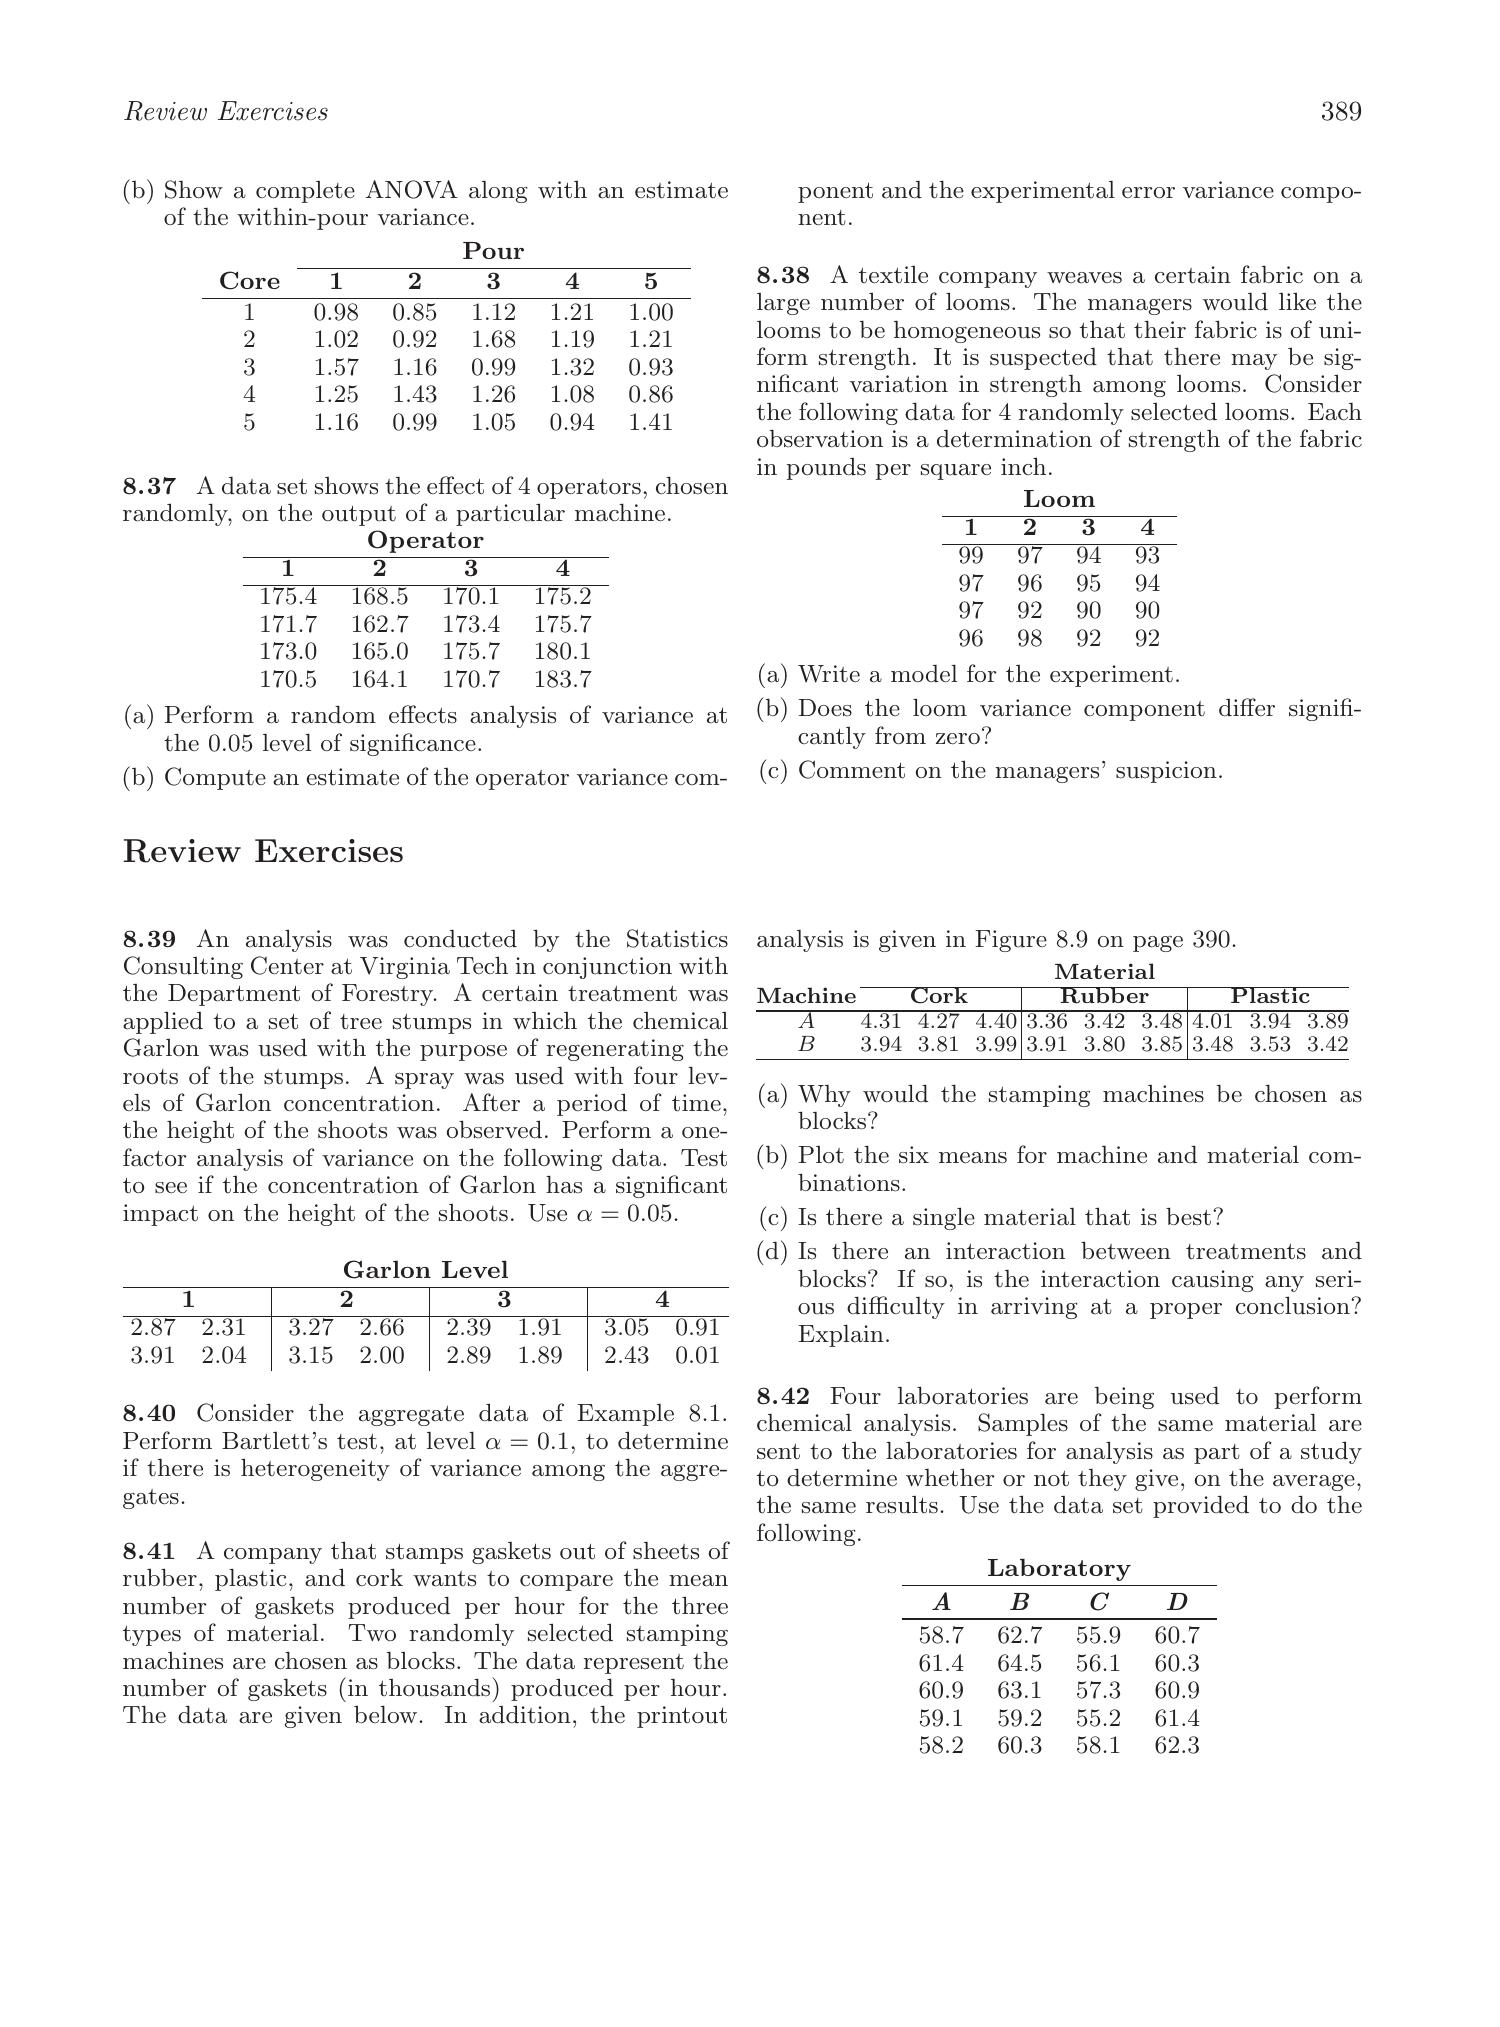 Review Exercises 389
(b) Show a complete ANOVA along with an estimate
of the within-pour variance.
Pour
Core 1 2 3 4 5
1 0.98 0.85 1.12 1.21 1.00
2 1.02 0.92 1.68 1.19 1.21
3 1.57 1.16 0.99 1.32 0.93
4 1.25 1.43 1.26 1.08 0.86
5 1.16 0.99 1.05 0.94 1.41
8.37 A data set shows the effect of 4 operators, chosen
randomly, on the output of a particular machine.
Operator
1 2 3 4
175.4 168.5 170.1 175.2
171.7 162.7 173.4 175.7
173.0 165.0 175.7 180.1
170.5 164.1 170.7 183.7
(a) Perform a random effects analysis of variance at
the 0.05 level of significance.
(b) Compute an estimate of the operator variance com-
ponent and the experimental error variance compo-
nent.
8.38 A textile company weaves a certain fabric on a
large number of looms. The managers would like the
looms to be homogeneous so that their fabric is of uni-
form strength. It is suspected that there may be sig-
nificant variation in strength among looms. Consider
the following data for 4 randomly selected looms. Each
observation is a determination of strength of the fabric
in pounds per square inch.
Loom
1 2 3 4
99 97 94 93
97 96 95 94
97 92 90 90
96 98 92 92
(a) Write a model for the experiment.
(b) Does the loom variance component differ signifi-
cantly from zero?
(c) Comment on the managers' suspicion.
Review Exercises
8.39 An analysis was conducted by the Statistics
Consulting Center at Virginia Tech in conjunction with
the Department of Forestry. A certain treatment was
applied to a set of tree stumps in which the chemical
Garlon was used with the purpose of regenerating the
roots of the stumps. A spray was used with four lev-
els of Garlon concentration. After a period of time,
the height of the shoots was observed. Perform a one-
factor analysis of variance on the following data. Test
to see if the concentration of Garlon has a significant
impact on the height of the shoots. Use α = 0.05.
Garlon Level
1 2 3 4
2.87 2.31 3.27 2.66 2.39 1.91 3.05 0.91
3.91 2.04 3.15 2.00 2.89 1.89 2.43 0.01
8.40 Consider the aggregate data of Example 8.1.
Perform Bartlett's test, at level α = 0.1, to determine
if there is heterogeneity of variance among the aggre-
gates.
8.41 A company that stamps gaskets out of sheets of
rubber, plastic, and cork wants to compare the mean
number of gaskets produced per hour for the three
types of material. Two randomly selected stamping
machines are chosen as blocks. The data represent the
number of gaskets (in thousands) produced per hour.
The data are given below. In addition, the printout
analysis is given in Figure 8.9 on page 390.
Material
Machine Cork Rubber Plastic
A 4.31 4.27 4.40 3.36 3.42 3.48 4.01 3.94 3.89
B 3.94 3.81 3.99 3.91 3.80 3.85 3.48 3.53 3.42
(a) Why would the stamping machines be chosen as
blocks?
(b) Plot the six means for machine and material com-
binations.
(c) Is there a single material that is best?
(d) Is there an interaction between treatments and
blocks? If so, is the interaction causing any seri-
ous difficulty in arriving at a proper conclusion?
Explain.
8.42 Four laboratories are being used to perform
chemical analysis. Samples of the same material are
sent to the laboratories for analysis as part of a study
to determine whether or not they give, on the average,
the same results. Use the data set provided to do the
following.
Laboratory
A B C D
58.7 62.7 55.9 60.7
61.4 64.5 56.1 60.3
60.9 63.1 57.3 60.9
59.1 59.2 55.2 61.4
58.2 60.3 58.1 62.3